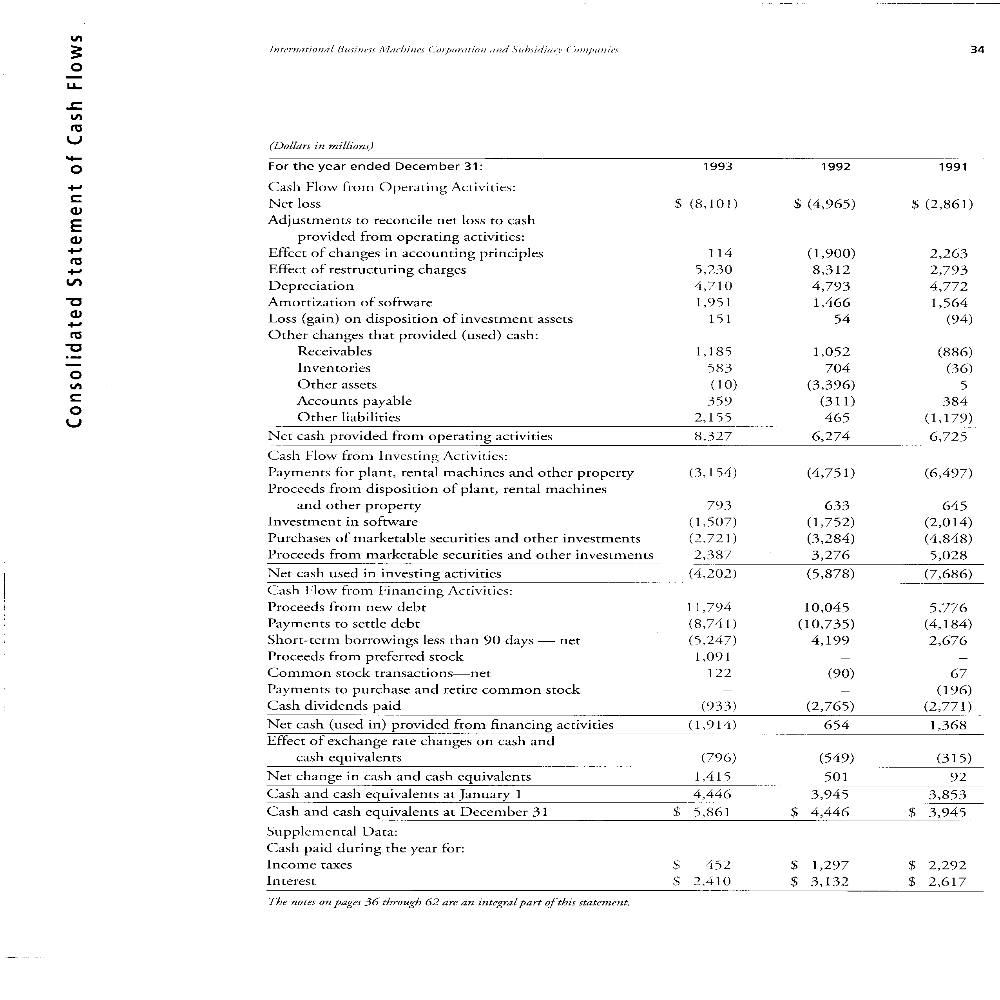 Consolidated Statement of Cash Flows
International Business Machines Corporation and Subsidiary Companies 34
(Dollars in millions)
For the year ended December 31: 1993 1992 1991
Cash Flow from Operating Activities:
Net loss $ (8,101) $ (4,965) $ (2,861)
Adjustments to reconcile net loss to cash
provided from operating activities:
Effect of changes in accounting principles 114 (1,900) 2,263
Effect of restructuring charges 5,230 8,312 2,793
Depreciation 4,710 4,793 4,772
Amortization of software 1,951 1,466 1,564
Loss (gain) on disposition of investment assets 151 54 (94)
Other changes that provided (used) cash:
Receivables 1,185 1,052 (886)
Inventories 583 704 (36)
Other assets (10) (3,396) 5
Accounts payable 359 (311) 384
Other liabilities 2,155 465 (1,179)
Net cash provided from operating activities 8,327 6,274 6,725
Cash Flow from Investing Activities:
Payments for plant, rental machines and other property (3,154) (4,751) (6,497)
Proceeds from disposition of plant, rental machines
and other property 793 633 645
Investment in software (1,507) (1,752) (2,014)
Purchases of marketable securities and other investments (2,721) (3,284) (4,848)
Proceeds from marketable securities and other investments 2,387 3,276 5,028
Net cash used in investing activities (4,202) (5,878) (7,686)
Cash Flow from Financing Activities:
Proceeds from new debt 11,794 10,045 5,776
Payments to settle debt (8,741) (10,735) (4,184)
Short-term borrowings less than 90 days — net (5,247) 4,199 2,676
Proceeds from preferred stock 1,091 – –
Common stock transactions—net 122 (90) 67
Payments to purchase and retire common stock – – (196)
Cash dividends paid (933) (2,765) (2,771)
Net cash (used in) provided from financing activities (1,914) 654 1,368
Effect of exchange rate changes on cash and
cash equivalents (796) (549) (315)
Net change in cash and cash equivalents 1,415 501 92
Cash and cash equivalents at January 1 4,446 3,945 3,853
Cash and cash equivalents at December 31 $ 5,861 $ 4,446 $ 3,945
Supplemental Data:
Cash paid during the year for:
Income taxes $ 452 $ 1,297 $ 2,292
Interest $ 2,410 $ 3,132 $ 2,617
The notes on pages 36 through 62 are an integral part of this statement.